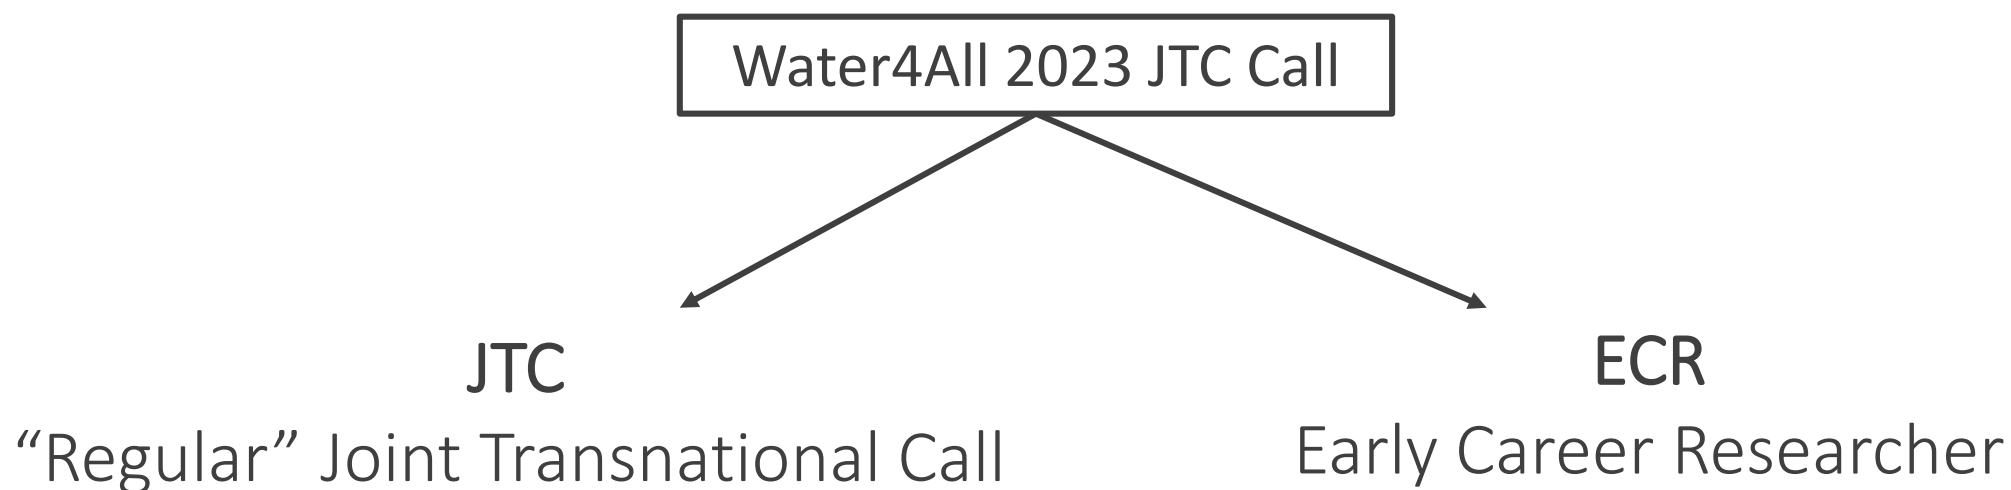 Water4All 2023 JTC Call
JTC
“Regular” Joint Transnational Call
ECR
Early Career Researcher